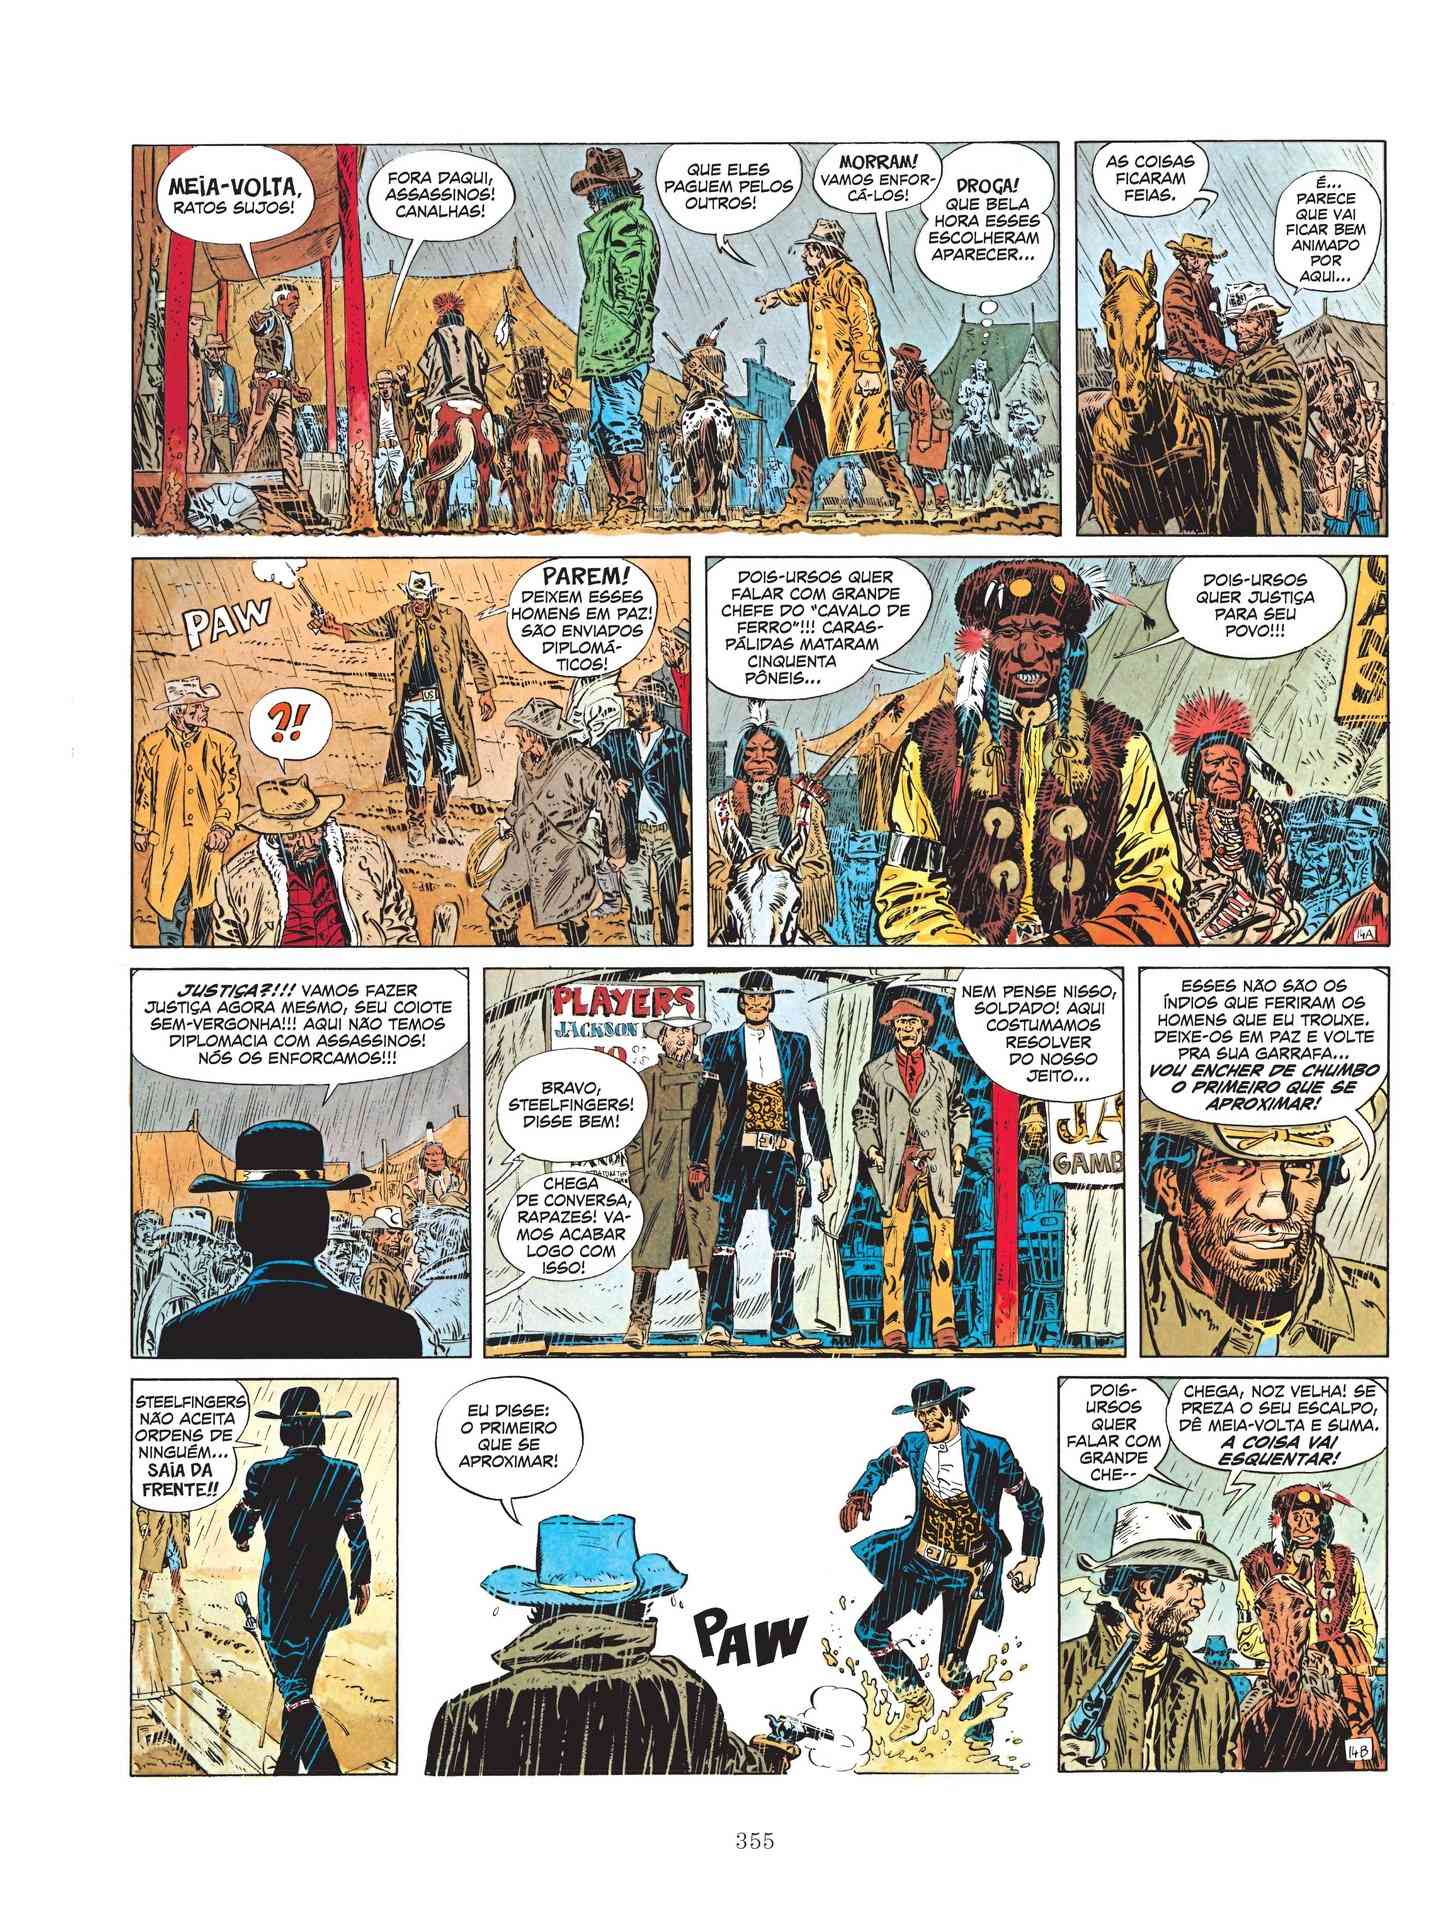 MEIA-VOLTA,
RATOS SUJOS!
FORA DAQUI,
ASSASSINOS!
CANALHAS!
QUE ELES
PAGUEM PELOS
OUTROS!
MORRAM!
VAMOS ENFOR-
CÁ-LOS!
DROGA!
QUE BELA
HORA ESSES
ESCOLHERAM
APARECER...
AS COISAS
FICARAM
FEIAS.
É...
PARECE
QUE VAI
FICAR BEM
ANIMADO
POR
AQUI...
PAW
PAREM!
DEIXEM ESSES
HOMENS EM PAZ!
SÃO ENVIADOS
DIPLOMÁ-
TICOS!
?!
US
DOIS-URSOS QUER
FALAR COM GRANDE
CHEFE DO "CAVALO DE
FERRO"!!! CARAS-
PÁLIDAS MATARAM
CINQUENTA
PÔNEIS...
DOIS-URSOS
QUER JUSTIÇA
PARA SEU
POVO!!!
14A
JUSTIÇA?!!! VAMOS FAZER
JUSTIÇA AGORA MESMO, SEU COIOTE
SEM-VERGONHA!!! AQUI NÃO TEMOS
DIPLOMACIA COM ASSASSINOS!
NÓS OS ENFORCAMOS!!!
PLAYERS
JACKSON
BRAVO,
STEELFINGERS!
DISSE BEM!
CHEGA
DE CONVERSA,
RAPAZES! VA-
MOS ACABAR
LOGO COM
ISSO!
NEM PENSE NISSO,
SOLDADO! AQUI
COSTUMAMOS
RESOLVER
DO NOSSO
JEITO...
JA
GAMB
ESSES NÃO SÃO OS
ÍNDIOS QUE FERIRAM OS
HOMENS QUE EU TROUXE.
DEIXE-OS EM PAZ E VOLTE
PRA SUA GARRAFA...
VOU ENCHER DE CHUMBO
O PRIMEIRO QUE SE
APROXIMAR!
STEELFINGERS
NÃO ACEITA
ORDENS DE
NINGUÉM...
SAIA DA
FRENTE!!
EU DISSE:
O PRIMEIRO
QUE SE
APROXIMAR!
PAW
DOIS-
URSOS
QUER
FALAR COM
GRANDE
CHE--
CHEGA, NOZ VELHA! SE
PREZA O SEU ESCALPO,
DÊ MEIA-VOLTA E SUMA.
A COISA VAI
ESQUENTAR!
14B
355